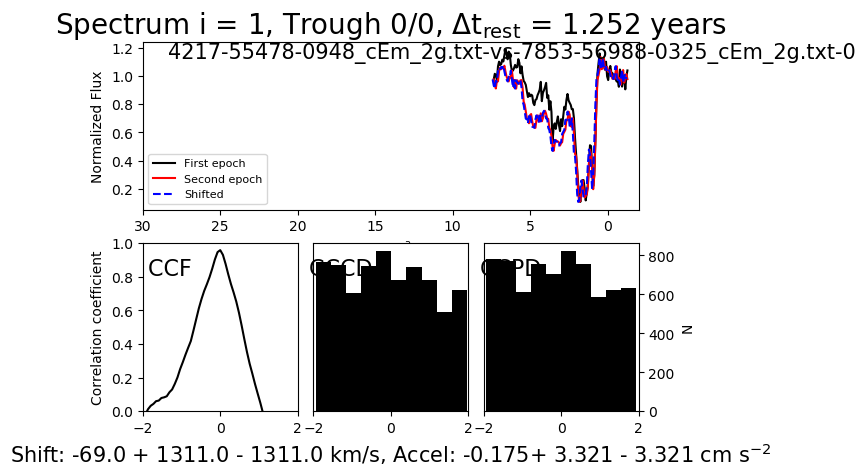 Spectrum i = 1, Trough 0/0, Δt_rest = 1.252 years
4217-55478-0948_cEm_2g.txt-vs-7853-56988-0325_cEm_2g.txt-0
Normalized Flux
1.2
1.0
0.8
0.6
0.4
0.2
First epoch
Second epoch
Shifted
30 25 20 15 10 5 0
Correlation coefficient
1.0
0.8
0.6
0.4
0.2
0.0
CCF
-2 0 2
-2 0 2
-2 0 2
800
600
400
200
0
N
Shift: -69.0 + 1311.0 - 1311.0 km/s, Accel: -0.175+ 3.321 - 3.321 cm s⁻²